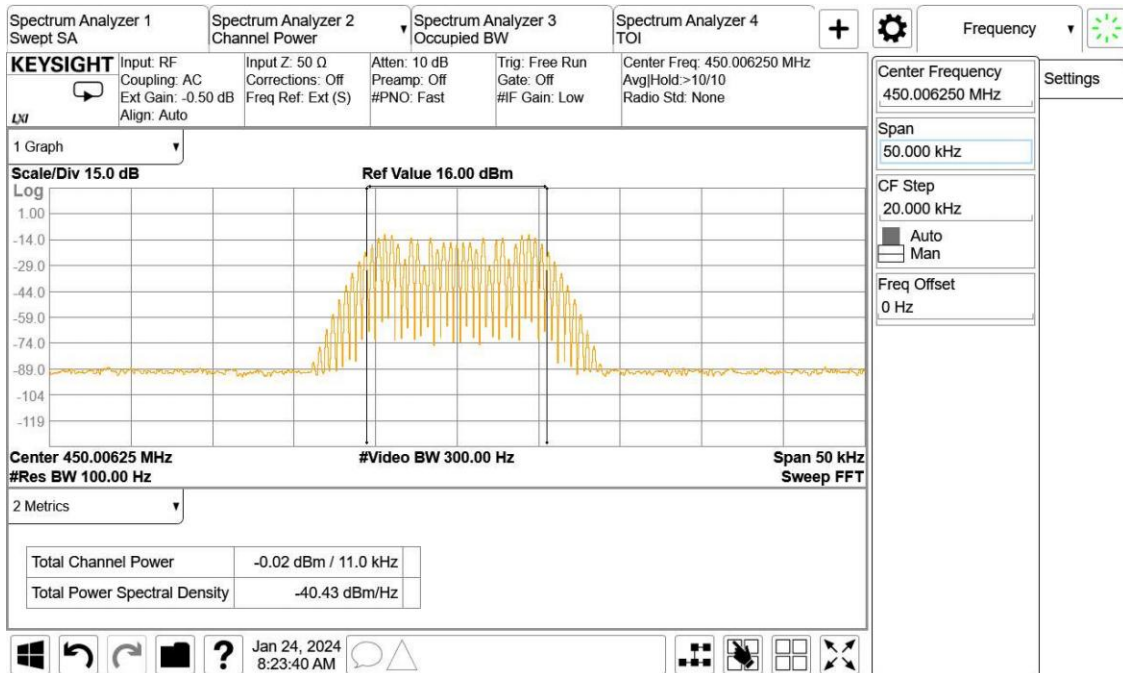 Spectrum Analyzer 1
Swept SA
Spectrum Analyzer 2
Channel Power
Spectrum Analyzer 3
Occupied BW
Spectrum Analyzer 4
TOI
+
Frequency
KEYSIGHT
LXI
Input: RF
Coupling: AC
Ext Gain: -0.50 dB
Align: Auto
Input Z: 50 Ω
Corrections: Off
Freq Ref: Ext (S)
Atten: 10 dB
Preamp: Off
#PNO: Fast
Trig: Free Run
Gate: Off
#IF Gain: Low
Center Freq: 450.006250 MHz
Avg|Hold:>10/10
Radio Std: None
Center Frequency
450.006250 MHz
Settings
Span
50.000 kHz
CF Step
20.000 kHz
Auto
Man
Freq Offset
0 Hz
1 Graph
Scale/Div 15.0 dB
Ref Value 16.00 dBm
Log
1.00
-14.0
-29.0
-44.0
-59.0
-74.0
-89.0
-104
-119
Center 450.00625 MHz
#Video BW 300.00 Hz
Span 50 kHz
#Res BW 100.00 Hz
Sweep FFT
2 Metrics
Total Channel Power
-0.02 dBm / 11.0 kHz
Total Power Spectral Density
-40.43 dBm/Hz
?
Jan 24, 2024
8:23:40 AM